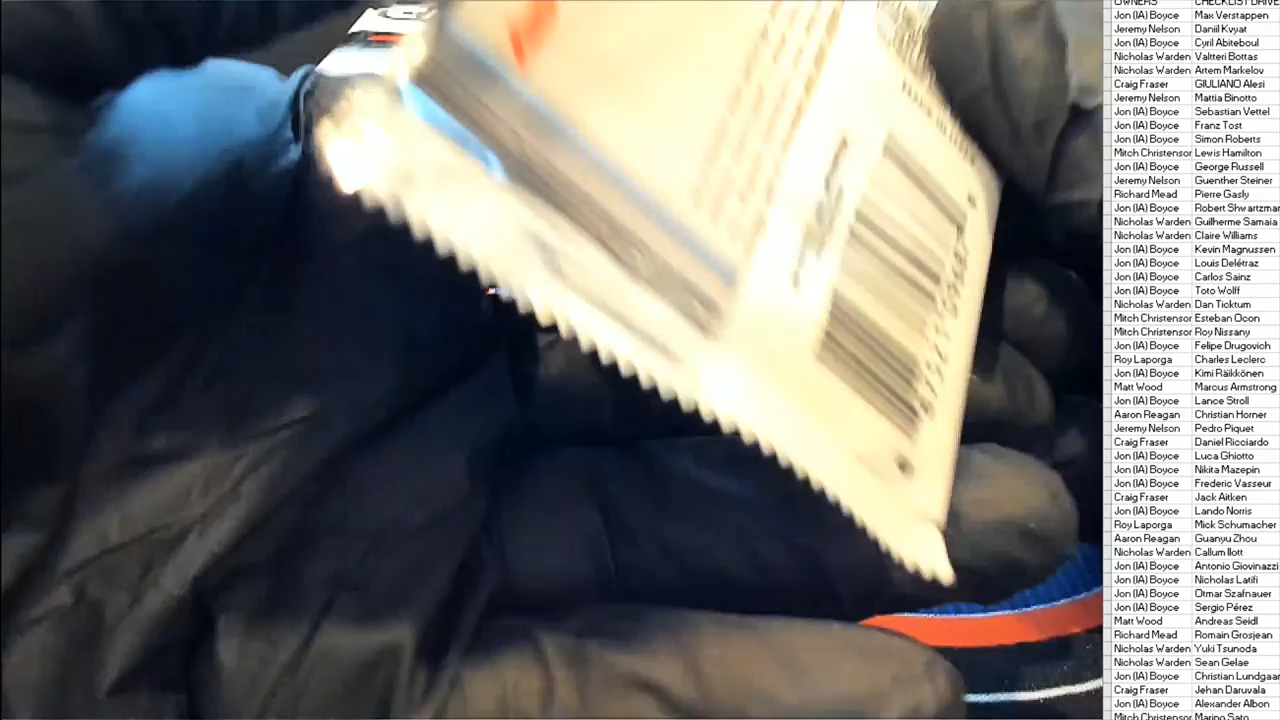 OWNERS CHECKLIST DRIVE
Jon (IA) Boyce Max Verstappen
Jeremy Nelson Daniil Kvyat
Jon (IA) Boyce Cyril Abiteboul
Nicholas Warden Valtteri Bottas
Nicholas Warden Artem Markelov
Craig Fraser GIULIANO Alesi
Jeremy Nelson Mattia Binotto
Jon (IA) Boyce Sebastian Vettel
Jon (IA) Boyce Franz Tost
Jon (IA) Boyce Simon Roberts
Mitch Christensor Lewis Hamilton
Jon (IA) Boyce George Russell
Jeremy Nelson Guenther Steiner
Richard Mead Pierre Gasly
Jon (IA) Boyce Robert Shwartzma
Nicholas Warden Guilherme Samaia
Nicholas Warden Claire Williams
Jon (IA) Boyce Kevin Magnussen
Jon (IA) Boyce Louis Delétraz
Jon (IA) Boyce Carlos Sainz
Jon (IA) Boyce Toto Wolff
Nicholas Warden Dan Ticktum
Mitch Christensor Esteban Ocon
Mitch Christensor Roy Nissany
Jon (IA) Boyce Felipe Drugovich
Roy Laporga Charles Leclerc
Jon (IA) Boyce Kimi Räikkönen
Matt Wood Marcus Armstrong
Jon (IA) Boyce Lance Stroll
Aaron Reagan Christian Horner
Jeremy Nelson Pedro Piquet
Craig Fraser Daniel Ricciardo
Jon (IA) Boyce Luca Ghiotto
Jon (IA) Boyce Nikita Mazepin
Jon (IA) Boyce Frederic Vasseur
Craig Fraser Jack Aitken
Jon (IA) Boyce Lando Norris
Roy Laporga Mick Schumacher
Aaron Reagan Guanyu Zhou
Nicholas Warden Callum Ilott
Jon (IA) Boyce Antonio Giovinazzi
Jon (IA) Boyce Nicholas Latifi
Jon (IA) Boyce Otmar Szafnauer
Jon (IA) Boyce Sergio Pérez
Matt Wood Andreas Seidl
Richard Mead Romain Grosjean
Nicholas Warden Yuki Tsunoda
Nicholas Warden Sean Gelae
Jon (IA) Boyce Christian Lundgaar
Craig Fraser Jehan Daruvala
Jon (IA) Boyce Alexander Albon
Mitch Christensor Marino Sato